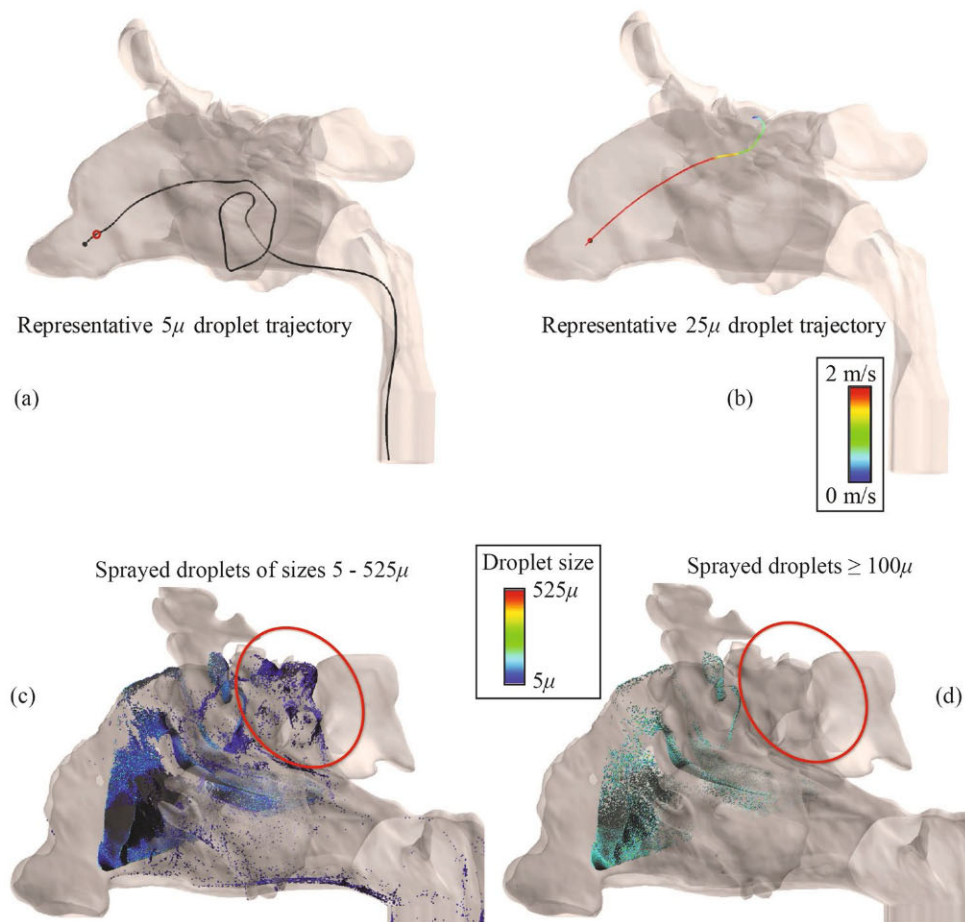 Representative 5μ droplet trajectory
Representative 25μ droplet trajectory
(a)
(b)
2 m/s
0 m/s
Sprayed droplets of sizes 5 - 525μ
Droplet size
525μ
5μ
Sprayed droplets ≥ 100μ
(c)
(d)